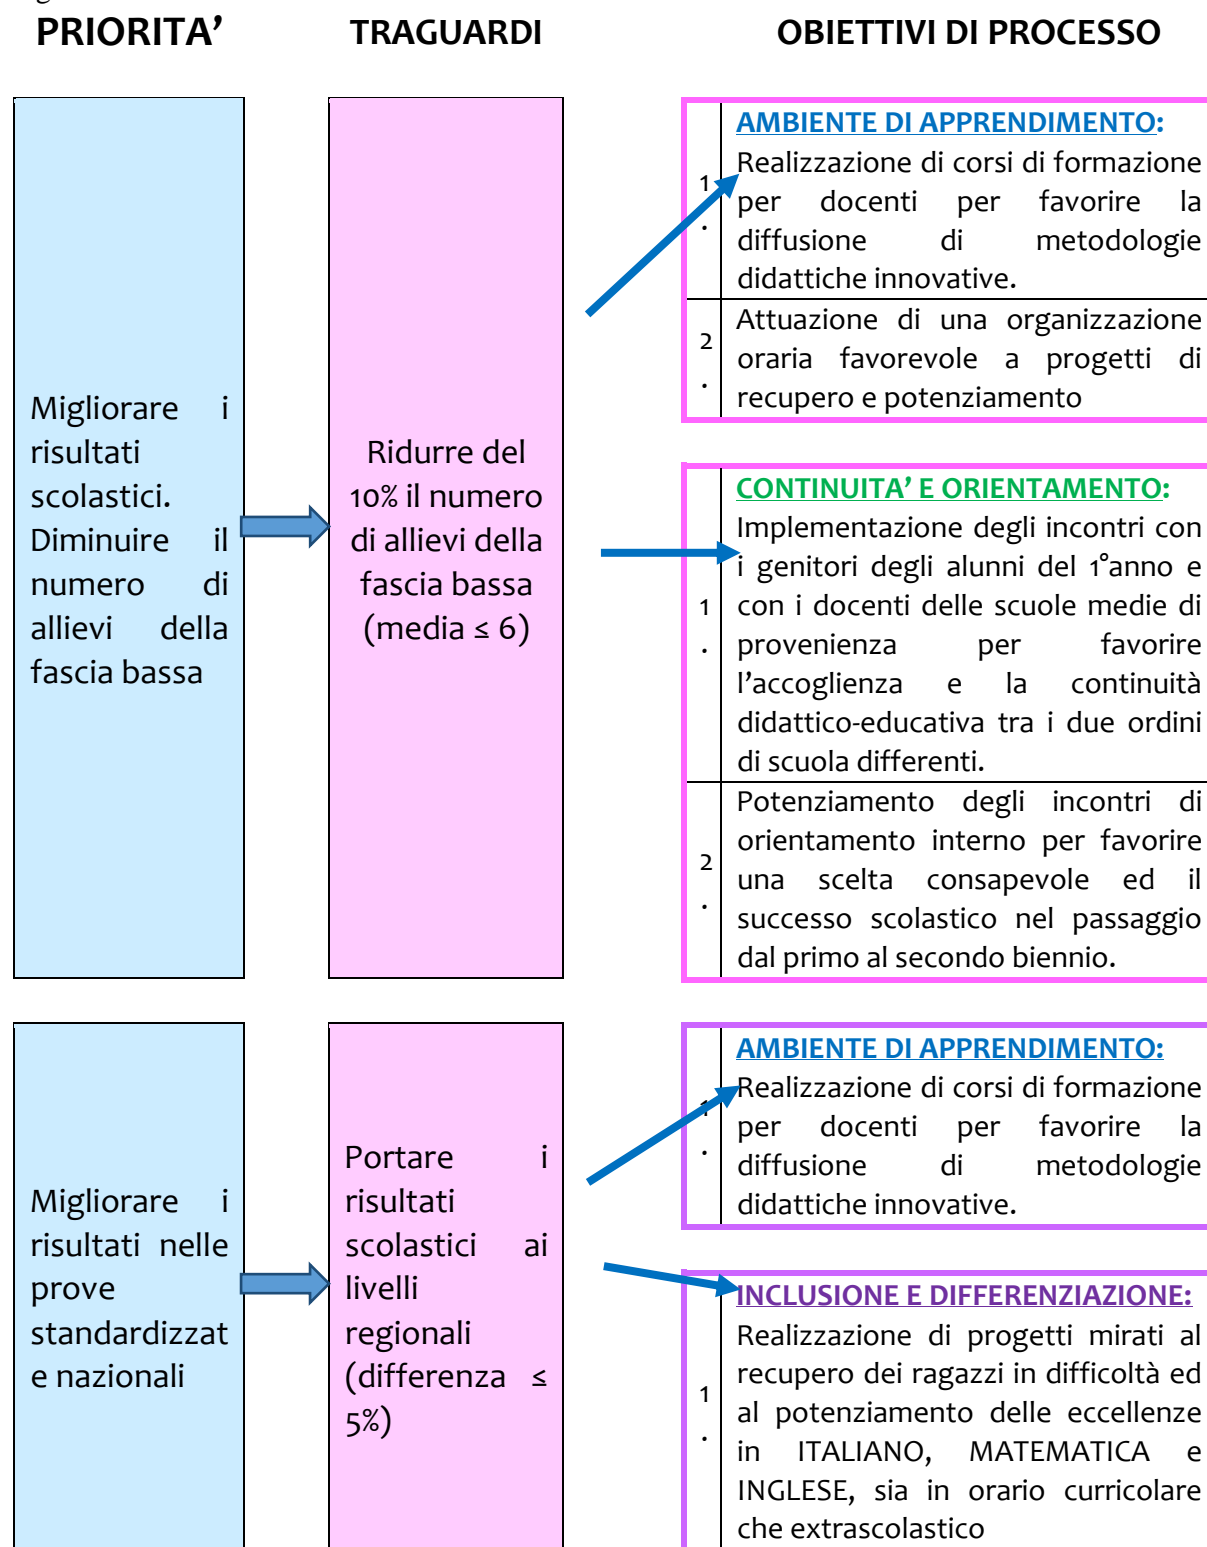 PRIORITA’
TRAGUARDI
OBIETTIVI DI PROCESSO
Migliorare i
risultati
scolastici.
Diminuire il
numero di
allievi della
fascia bassa
Ridurre del
10% il numero
di allievi della
fascia bassa
(media ≤ 6)
AMBIENTE DI APPRENDIMENTO:
1
.
Realizzazione di corsi di formazione
per docenti per favorire la
diffusione di metodologie
didattiche innovative.
2
.
Attuazione di una organizzazione
oraria favorevole a progetti di
recupero e potenziamento
CONTINUITA’ E ORIENTAMENTO:
1
.
Implementazione degli incontri con
i genitori degli alunni del 1°anno e
con i docenti delle scuole medie di
provenienza per favorire
l’accoglienza e la continuità
didattico-educativa tra i due ordini
di scuola differenti.
2
.
Potenziamento degli incontri di
orientamento interno per favorire
una scelta consapevole ed il
successo scolastico nel passaggio
dal primo al secondo biennio.
Migliorare i
risultati nelle
prove
standardizzat
e nazionali
Portare i
risultati
scolastici ai
livelli
regionali
(differenza ≤
5%)
AMBIENTE DI APPRENDIMENTO:
1
.
Realizzazione di corsi di formazione
per docenti per favorire la
diffusione di metodologie
didattiche innovative.
INCLUSIONE E DIFFERENZIAZIONE:
1
.
Realizzazione di progetti mirati al
recupero dei ragazzi in difficoltà ed
al potenziamento delle eccellenze
in ITALIANO, MATEMATICA e
INGLESE, sia in orario curricolare
che extrascolastico